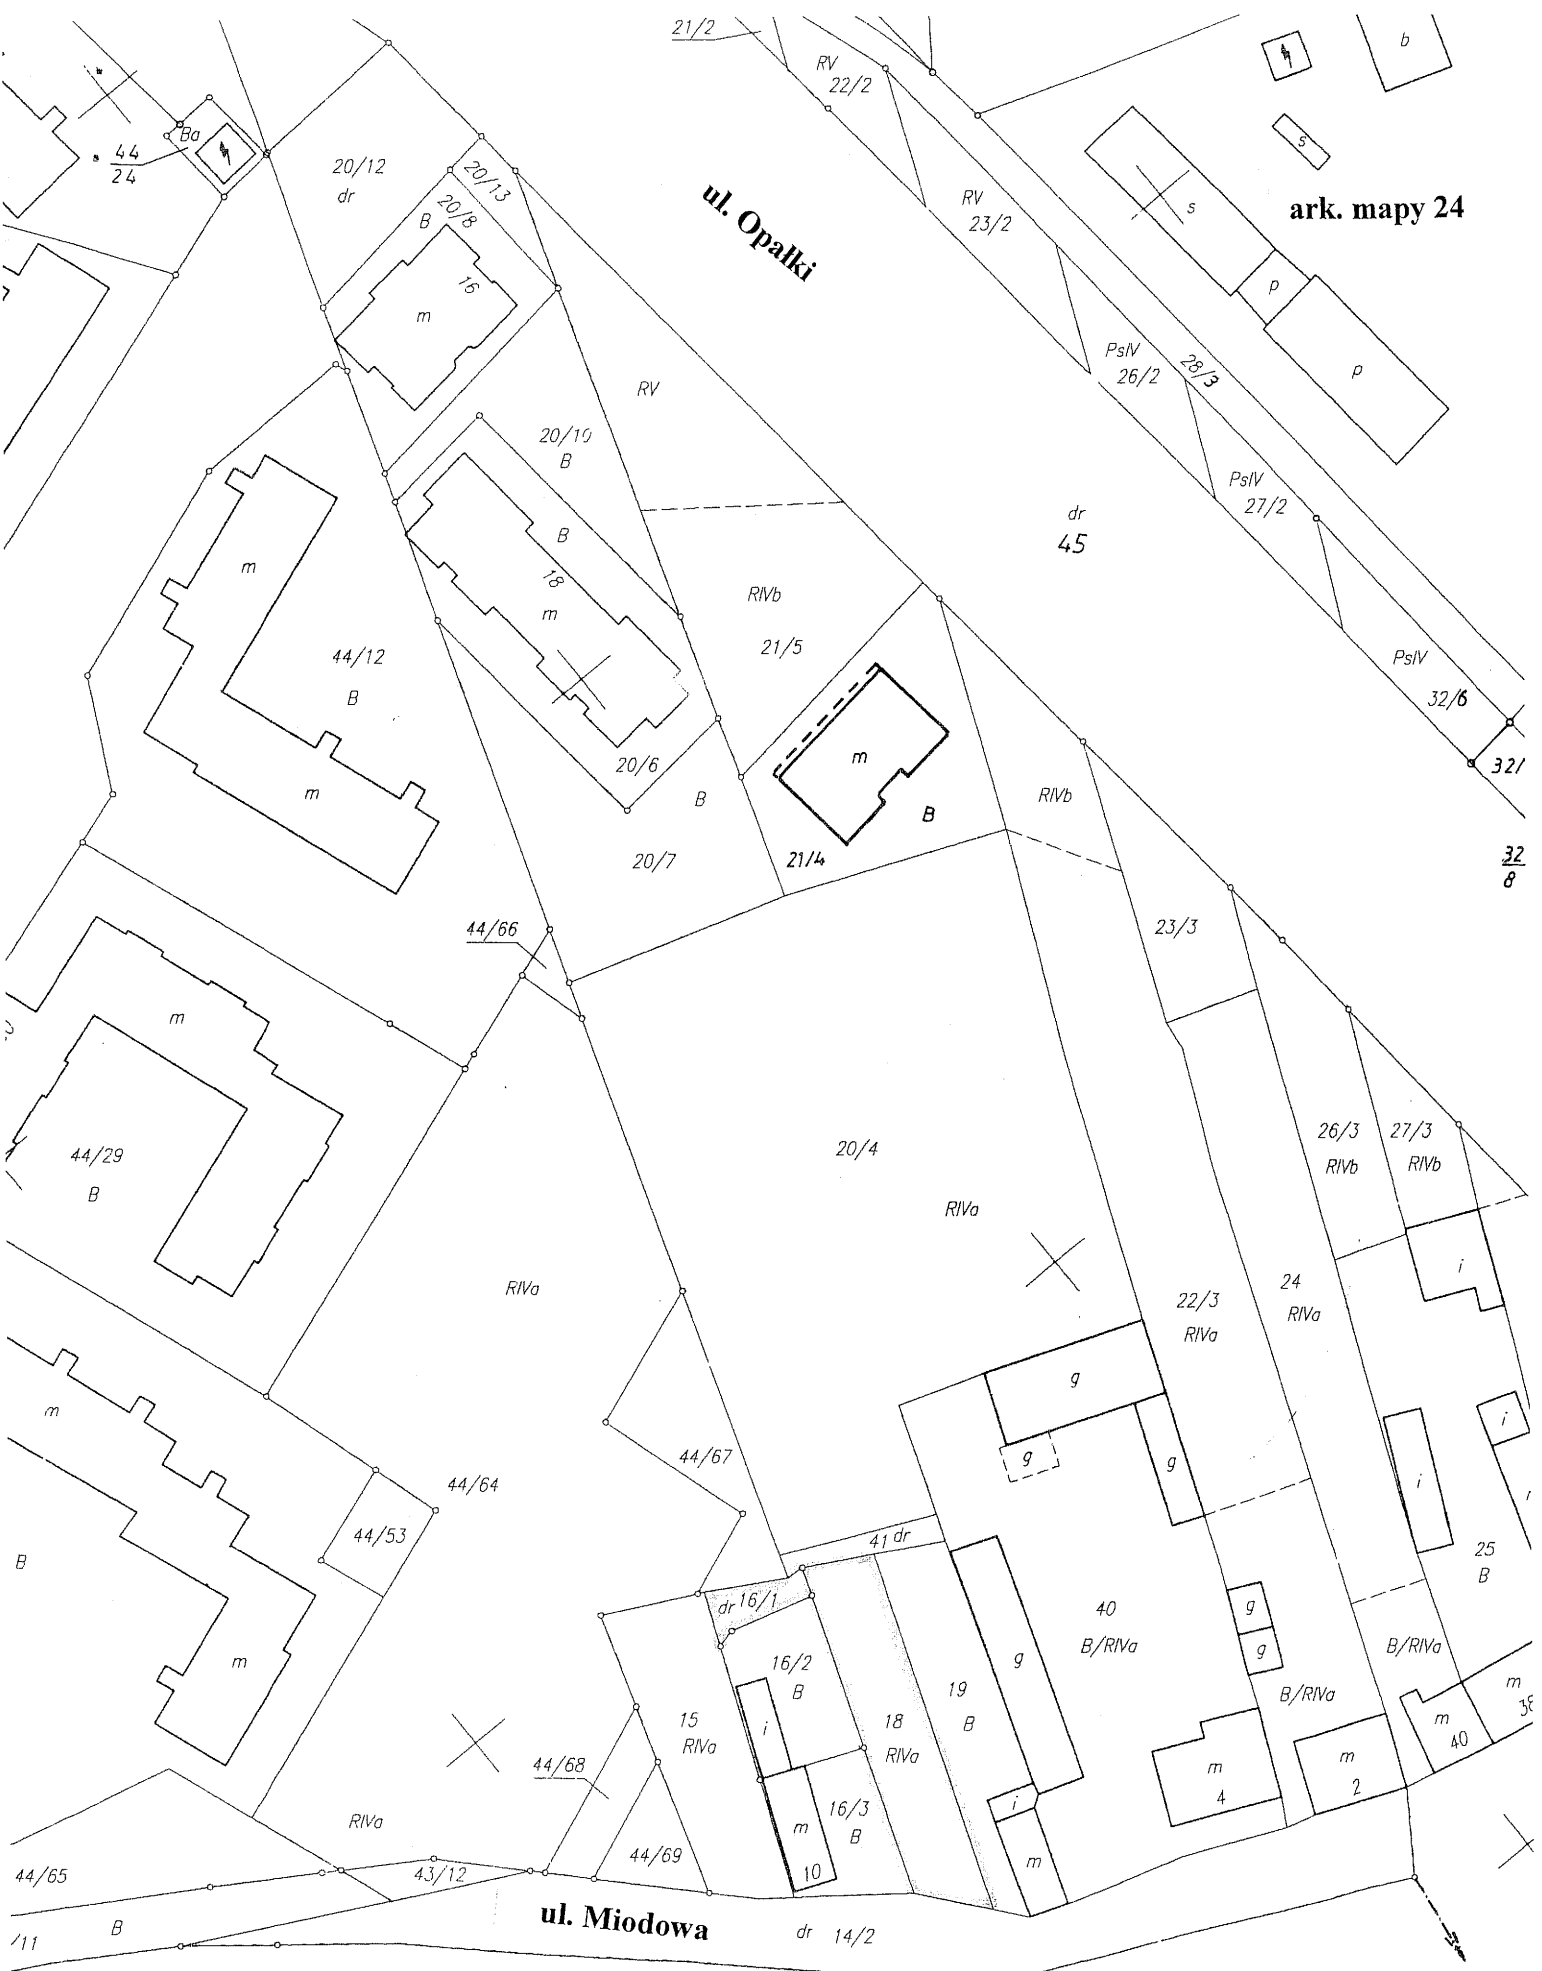 21/2
RV
22/2
b
Ba
44
24
20/12
dr
20/13
20/8
B
16
m
s
s
ark. mapy 24
RV
23/2
ul. Opałki
p
p
PsIV
26/2
28/3
RV
20/10
B
PsIV
27/2
B
18
m
dr
45
m
RIVb
21/5
44/12
B
PsIV
32/6
m
20/6
B
m
B
RIVb
32/
20/7
21/4
32
8
44/66
23/3
m
44/29
B
20/4
RIVa
26/3
RIVb
27/3
RIVb
i
RIVa
24
RIVa
22/3
RIVa
m
g
g
g
i
i
44/67
44/64
44/53
B
41 dr
25
B
m
dr 16/1
40
B/RIVa
g
g
B/RIVa
16/2
B
g
19
B
B/RIVa
m
38
i
15
RIVa
18
RIVa
m
40
44/68
m
4
m
2
i
RIVa
16/3
B
m
10
m
44/69
44/65
43/12
B
/11
ul. Miodowa
dr 14/2